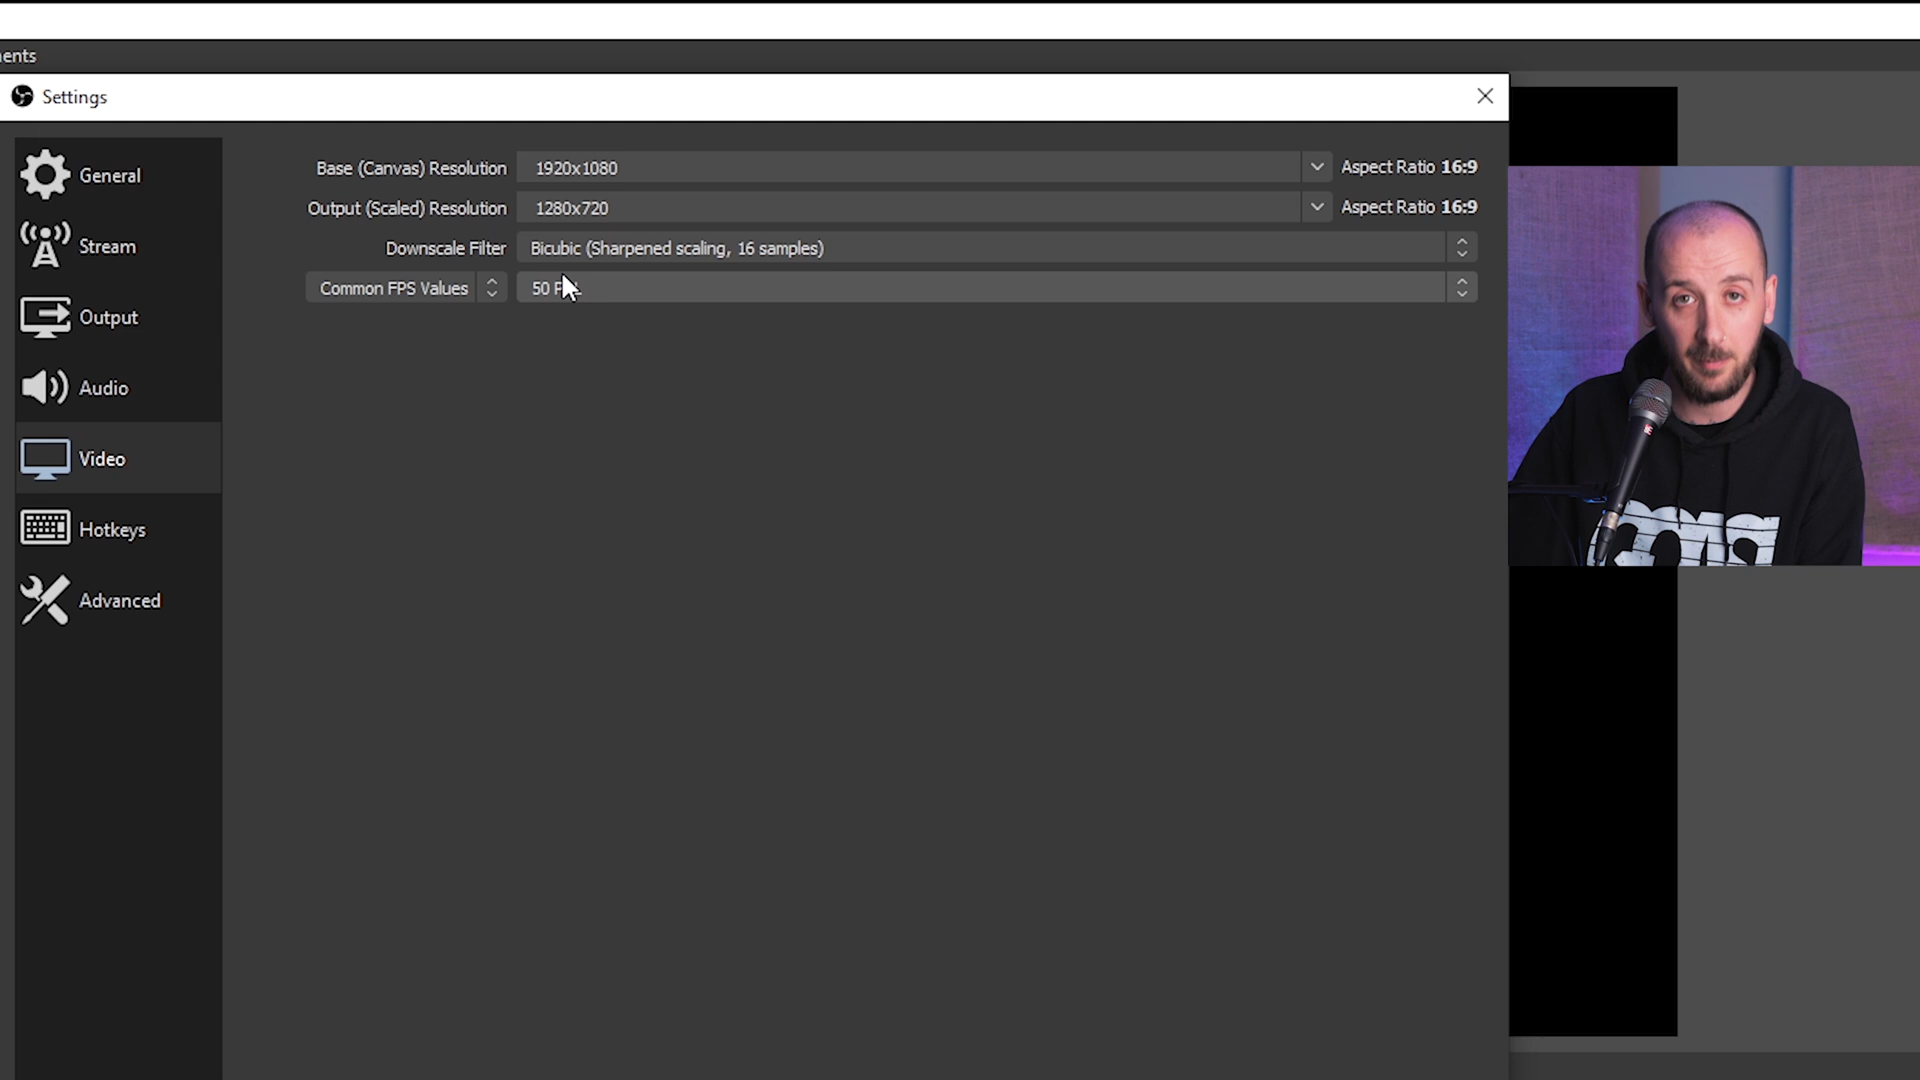 ents
Settings
General
Stream
Output
Audio
Video
Hotkeys
Advanced
Base (Canvas) Resolution 1920x1080 Aspect Ratio 16:9
Output (Scaled) Resolution 1280x720 Aspect Ratio 16:9
Downscale Filter Bicubic (Sharpened scaling, 16 samples)
Common FPS Values 50